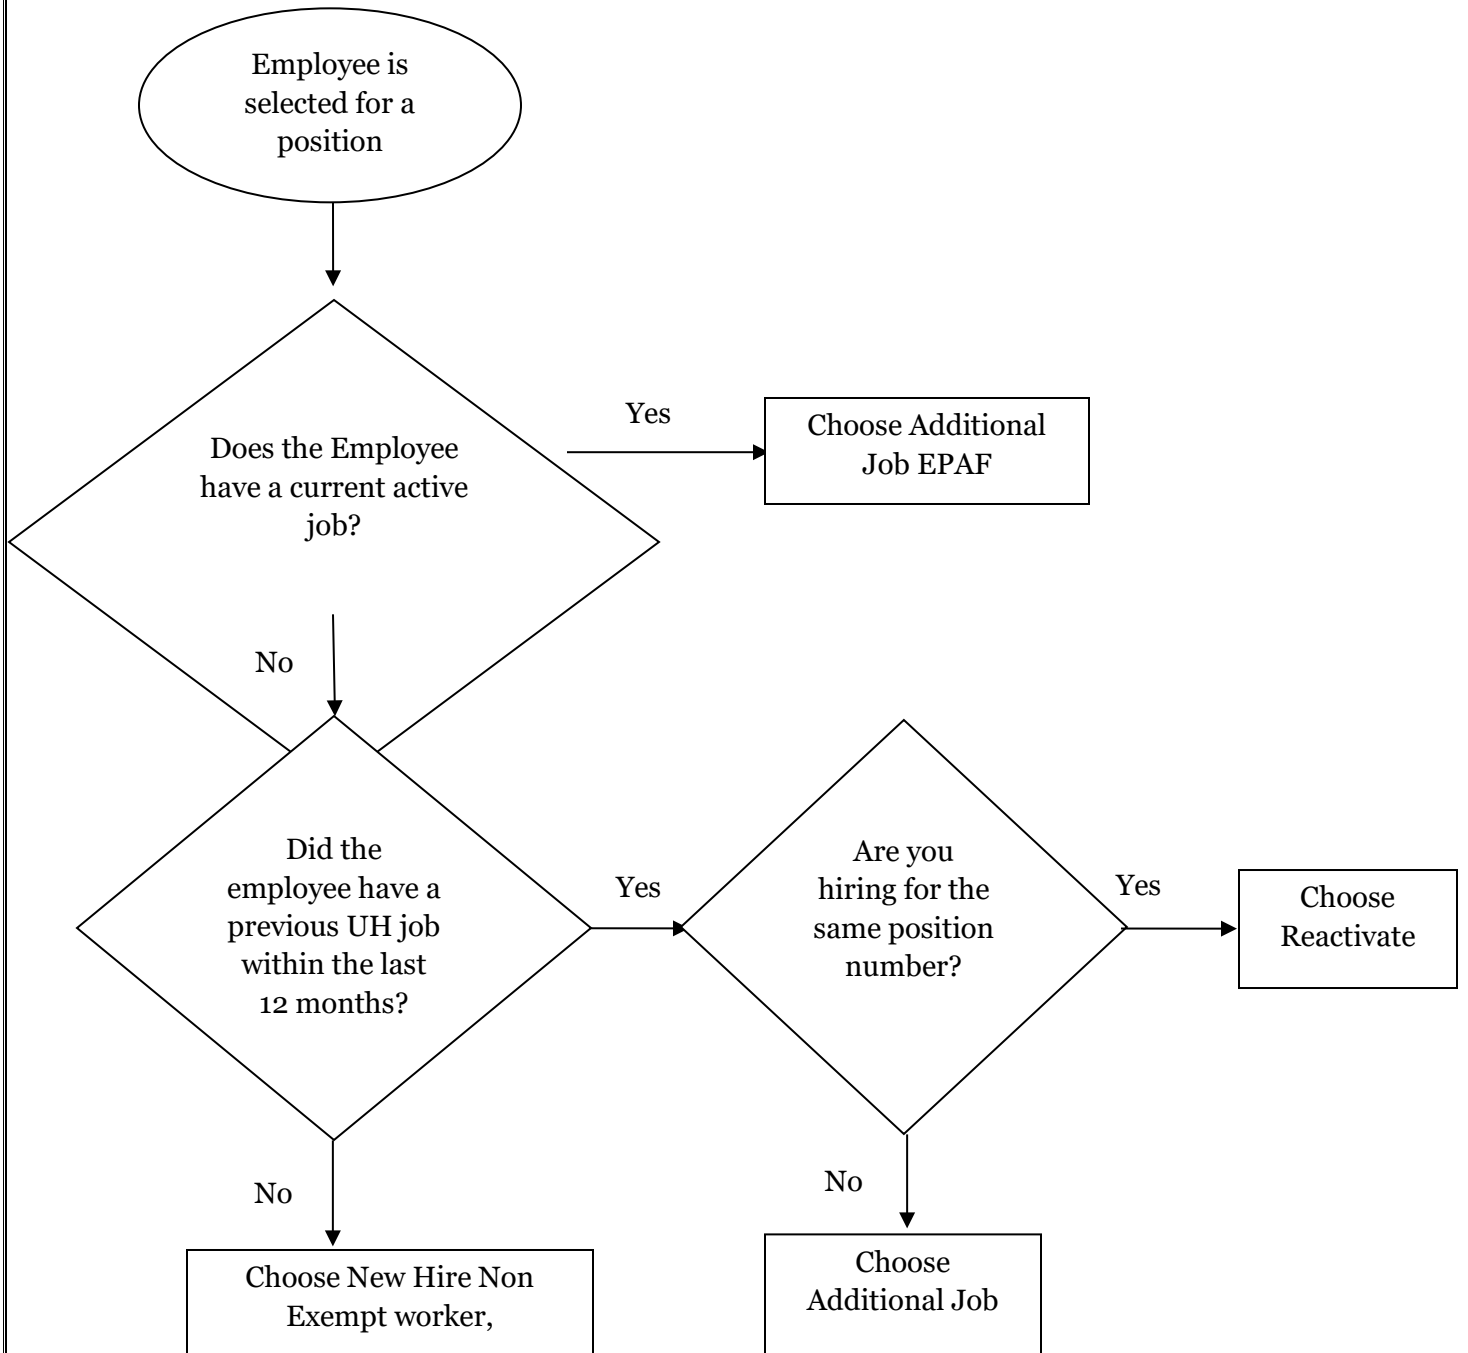 Employee is
selected for a
position
Yes
Choose Additional
Job EPAF
Does the Employee
have a current active
job?
No
Did the
employee have a
previous UH job
within the last
12 months?
Yes
Are you
hiring for the
same position
number?
Yes
Choose
Reactivate
No
No
Choose New Hire Non
Exempt worker,
Choose
Additional Job